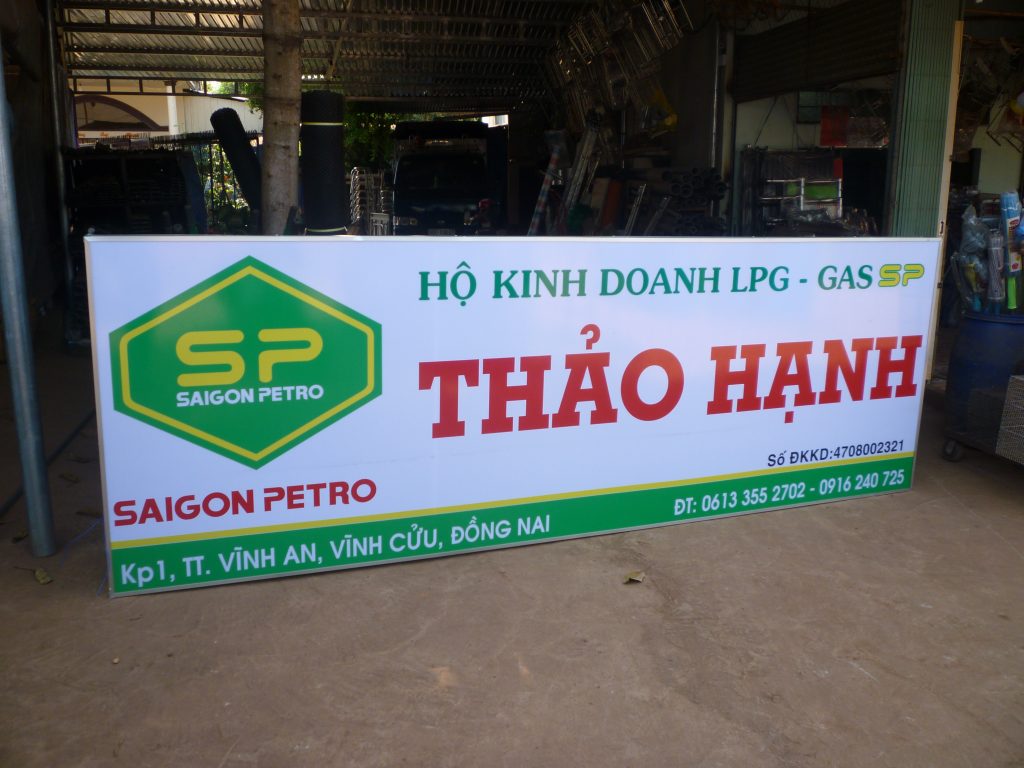 SP
SAIGON PETRO
SAIGON PETRO
HỘ KINH DOANH LPG - GAS SP
THẢO HẠNH
Số ĐKKD:4708002321
Kp1, TT. VĨNH AN, VĨNH CỬU, ĐỒNG NAI
ĐT: 0613 355 2702 - 0916 240 725